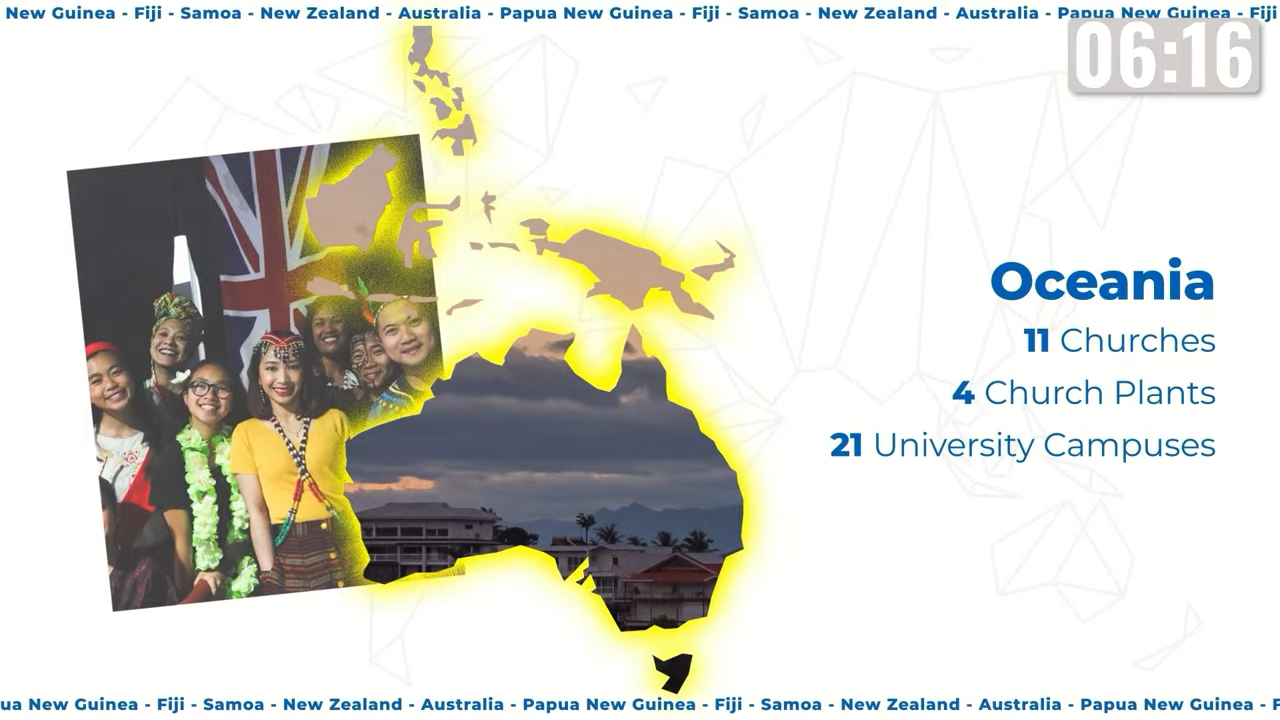 New Guinea - Fiji - Samoa - New Zealand - Australia - Papua New Guinea - Fiji - Samoa - New Zealand - Australia - Papua New Guinea - Fiji
06:16
Oceania
11 Churches
4 Church Plants
21 University Campuses
ua New Guinea - Fiji - Samoa - New Zealand - Australia - Papua New Guinea - Fiji - Samoa - New Zealand - Australia - Papua New Guinea - F